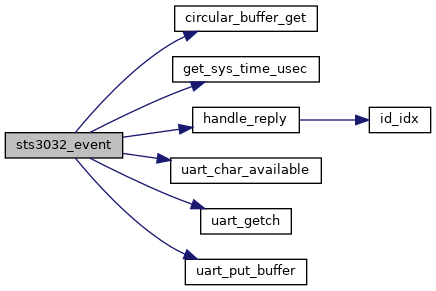 sts3032_event
circular_buffer_get
get_sys_time_usec
handle_reply
id_idx
uart_char_available
uart_getch
uart_put_buffer